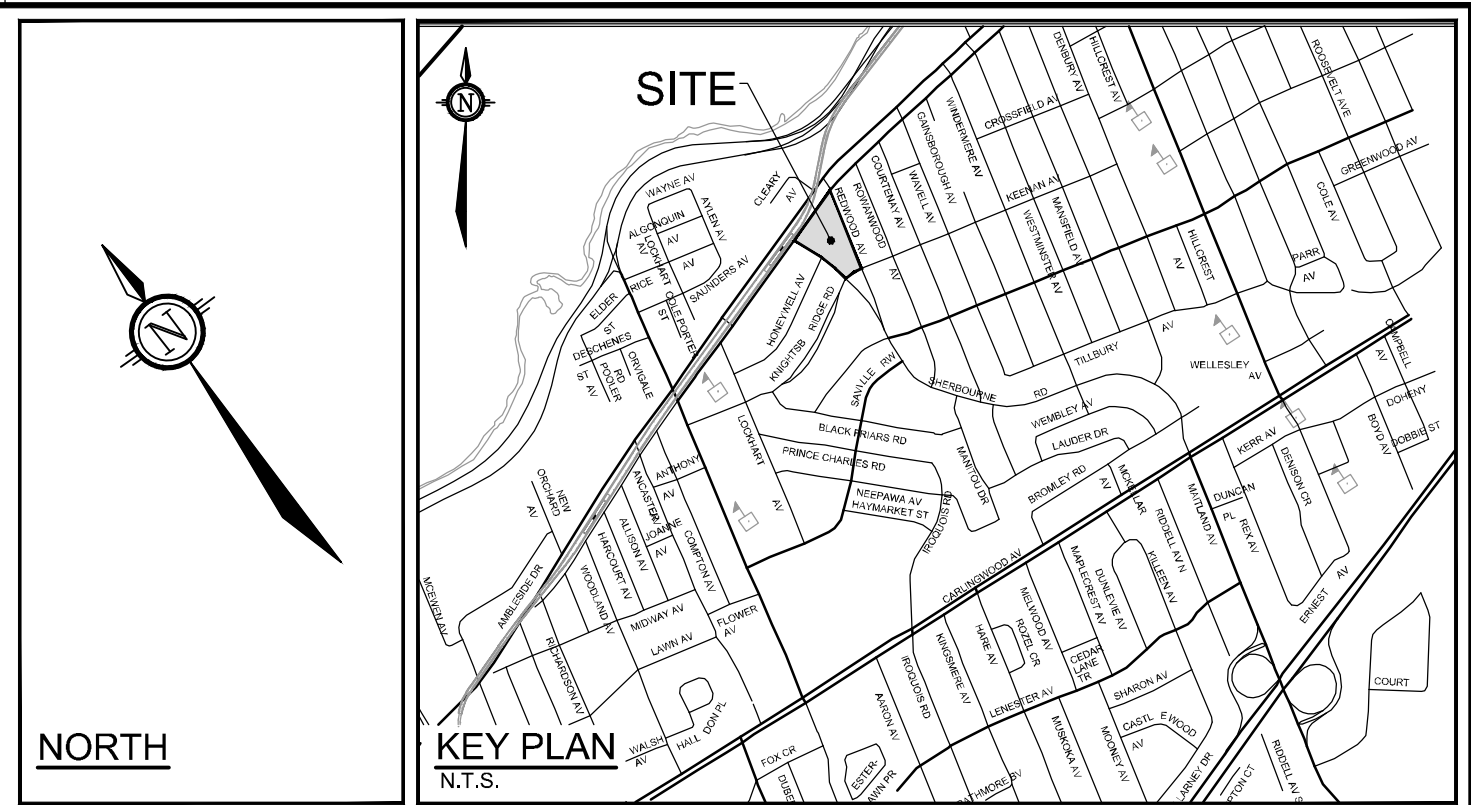 N
NORTH
N
SITE
KEY PLAN
N.T.S.
WAYNE AV
CLEARY
AV
ALGONQUIN
AV
AYLEN AV
LOCKHART
AV
AV
RICE
SAUNDERS AV
ELDER
ST
COLE PORTER
ST
DESCHENES
ST
AV
RD
POOLER
ORVIGALE
REDWOOD AV
ROWANWOOD
AV
COURTENAY AV
WAVELL AV
GAINSBOROUGH AV
WINDERMERE AV
CROSSFIELD AV
DENBURY AV
HILLCREST AV
ROOSEVELT AVE
GREENWOOD AV
COLE AV
KEENAN AV
WESTMINSTER AV
MANSFIELD AV
HILLCREST
AV
PARR
AV
HONEYWELL AV
KNIGHTSB RIDGE RD
SAVILLE RW
SHERBOURNE
RD
TILLBURY
AV
WELLESLEY
AV
CAMPBELL
AV
DOHENY
BOYD AV
DOBBIE ST
WEMBLEY AV
LAUDER DR
BLACK FRIARS RD
PRINCE CHARLES RD
NEEPAWA AV
HAYMARKET ST
LOCKHART
AV
MANITOU DR
IROQUOIS RD
BROMLEY RD
AV
MAITLAND AV
KERR AV
DENISON CR
DUNCAN
PL
REX AV
RIDDELL AV N
KILLEEN AV
DUNLEVIE AV
MAPLECREST AV
CARLINGWOOD AV
ERNEST
AV
COURT
NEW
ORCHARD
AV
ANTHONY
AV
ANCASTER
JOANNE
AV
ALLISON AV
HARCOURT AV
WOODLAND AV
COMPTON AV
MCEWEN AV
AMBLESIDE DR
MIDWAY AV
LAWN AV
FLOWER
AV
RICHARDSON AV
WALSH
AV
HALL DON PL
FOX CR
AARON AV
IROQUOIS RD
KINGSMERE AV
HARE AV
MELWOOD AV
ROZEL CR
CEDAR
LANE
TR
LENESTER AV
SHARON AV
CASTL E WOOD
AV
MUSKOKA AV
MOONEY AV
LARNEY DR
PTON CT
RIDDELL AV S
ESTER-
AWN PR
ATHMORE
DUBE